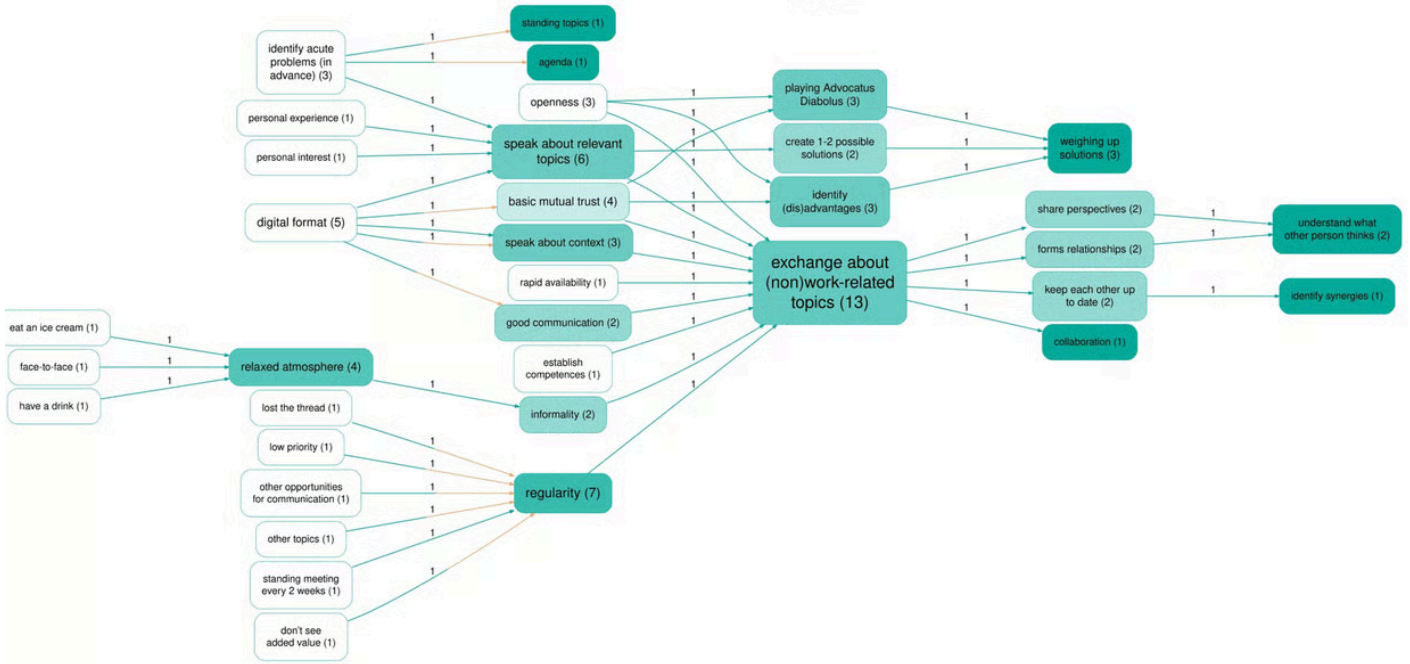 standing topics (1)
identify acute
problems (in
advance) (3)
1
1
agenda (1)
1
openness (3)
personal experience (1)
1
personal interest (1)
1
speak about relevant
topics (6)
1
playing Advocatus
Diabolus (3)
1
1
create 1-2 possible
solutions (2)
1
weighing up
solutions (3)
1
1
identify
(dis)advantages (3)
1
1
digital format (5)
1
1
1
1
1
basic mutual trust (4)
1
1
speak about context (3)
1
rapid availability (1)
1
good communication (2)
1
establish
competences (1)
1
exchange about
(non)work-related
topics (13)
1
share perspectives (2)
1
understand what
other person thinks (2)
1
forms relationships (2)
1
1
keep each other up
to date (2)
1
identify synergies (1)
1
collaboration (1)
eat an ice cream (1)
1
face-to-face (1)
1
relaxed atmosphere (4)
1
have a drink (1)
1
informality (2)
1
lost the thread (1)
1
low priority (1)
1
other opportunities
for communication (1)
1
regularity (7)
1
other topics (1)
1
standing meeting
every 2 weeks (1)
1
don't see
added value (1)
1